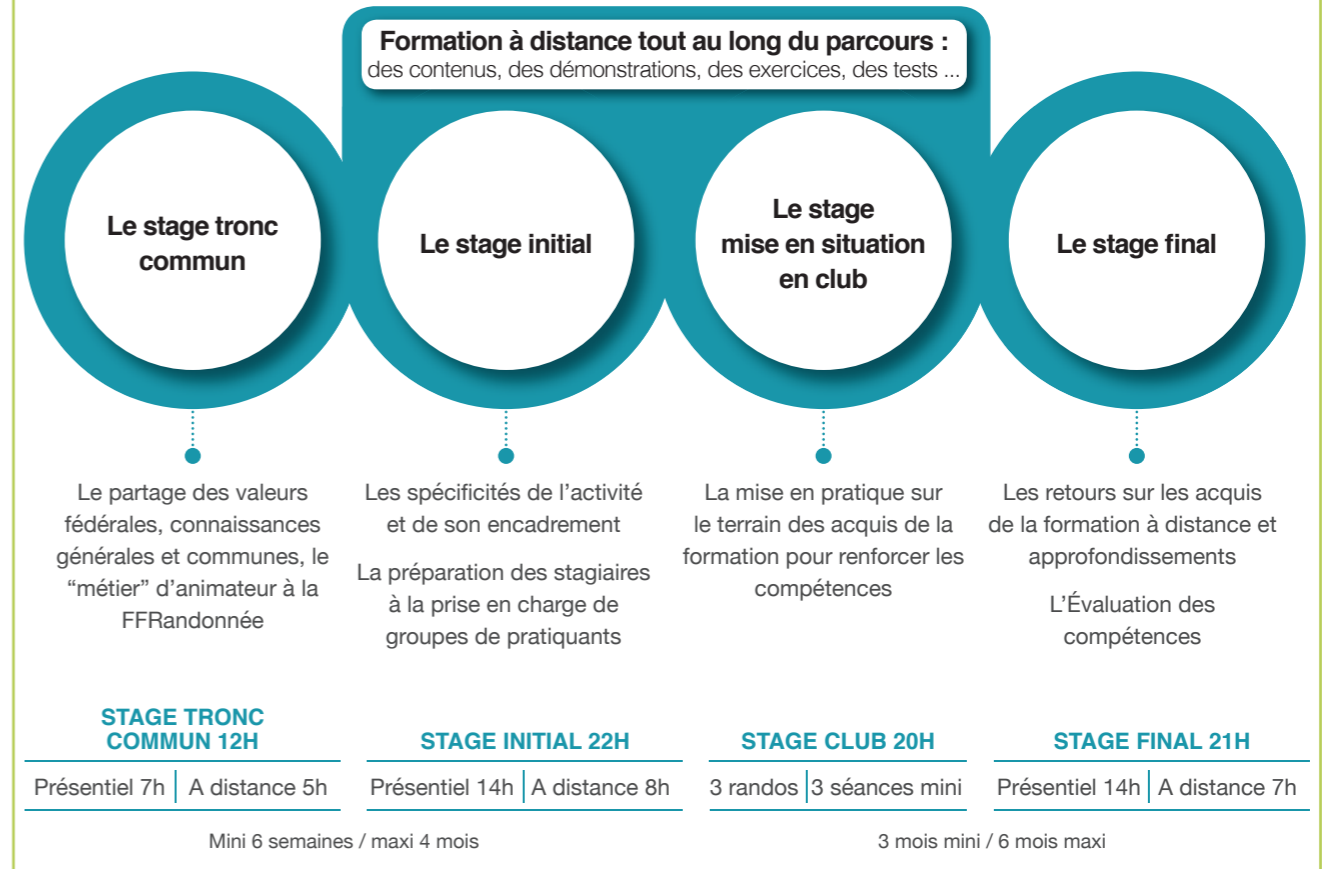 Formation à distance tout au long du parcours :
des contenus, des démonstrations, des exercices, des tests ...
Le stage tronc
commun
Le stage initial
Le stage
mise en situation
en club
Le stage final
Le partage des valeurs
fédérales, connaissances
générales et communes, le
“métier” d’animateur à la
FFRandonnée
Les spécificités de l’activité
et de son encadrement
La préparation des stagiaires
à la prise en charge de
groupes de pratiquants
La mise en pratique sur
le terrain des acquis de la
formation pour renforcer les
compétences
Les retours sur les acquis
de la formation à distance et
approfondissements
L’Évaluation des
compétences
STAGE TRONC
COMMUN 12H
Présentiel 7h A distance 5h
STAGE INITIAL 22H
Présentiel 14h A distance 8h
STAGE CLUB 20H
3 randos 3 séances mini
STAGE FINAL 21H
Présentiel 14h A distance 7h
Mini 6 semaines / maxi 4 mois
3 mois mini / 6 mois maxi